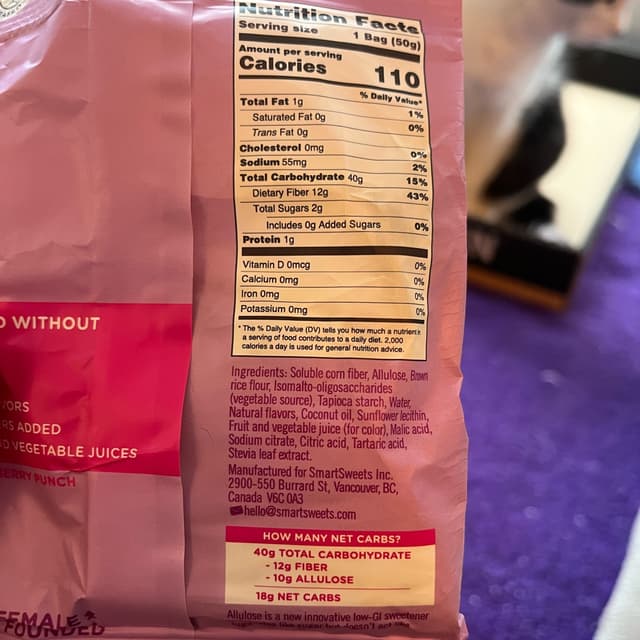 Nutrition Facts
Serving size 1 Bag (50g)
Amount per serving
Calories 110
% Daily Value*
Total Fat 1g 1%
Saturated Fat 0g 0%
Trans Fat 0g
Cholesterol 0mg 0%
Sodium 55mg 2%
Total Carbohydrate 40g 15%
Dietary Fiber 12g 43%
Total Sugars 2g
Includes 0g Added Sugars 0%
Protein 1g
Vitamin D 0mcg 0%
Calcium 0mg 0%
Iron 0mg 0%
Potassium 0mg 0%
* The % Daily Value (DV) tells you how much a nutrient in
a serving of food contributes to a daily diet. 2,000
calories a day is used for general nutrition advice.
Ingredients: Soluble corn fiber, Allulose, Brown
rice flour, Isomalto-oligosaccharides
(vegetable source), Tapioca starch, Water,
Natural flavors, Coconut oil, Sunflower lecithin,
Fruit and vegetable juice (for color), Malic acid,
Sodium citrate, Citric acid, Tartaric acid,
Stevia leaf extract.
Manufactured for SmartSweets Inc.
2900-550 Burrard St, Vancouver, BC,
Canada V6C 0A3
hello@smartsweets.com
HOW MANY NET CARBS?
40g TOTAL CARBOHYDRATE
- 12g FIBER
- 10g ALLULOSE
18g NET CARBS
Allulose is a new innovative low-GI sweetener
like sugar but doesn't act like
WITHOUT
ORS
RS ADDED
D VEGETABLE JUICES
BERRY PUNCH
FEMALE
FOUNDED